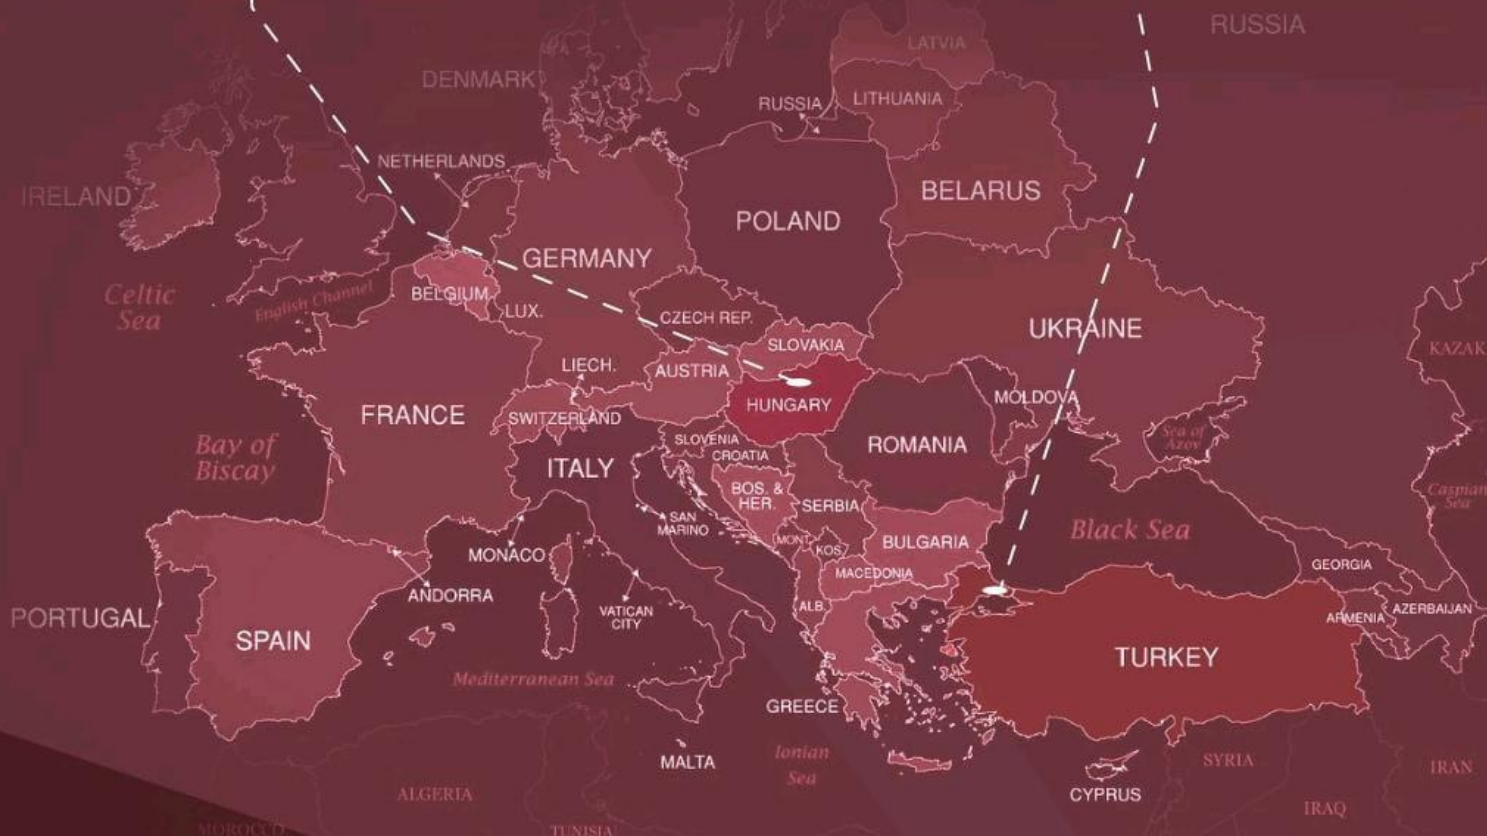 RUSSIA
LATVIA
DENMARK
RUSSIA
LITHUANIA
NETHERLANDS
IRELAND
BELARUS
POLAND
GERMANY
Celtic
Sea
English Channel
BELGIUM
LUX.
CZECH REP.
UKRAINE
SLOVAKIA
KAZAK
LIECH.
AUSTRIA
MOLDOVA
HUNGARY
FRANCE
SWITZERLAND
Sea of
Azov
SLOVENIA
ROMANIA
Bay of
Biscay
CROATIA
ITALY
BOS. &
HER.
Caspian
Sea
SERBIA
SAN
MARINO
Black Sea
MONT.
BULGARIA
KOS.
MONACO
GEORGIA
MACEDONIA
ANDORRA
ALB.
VATICAN
CITY
AZERBAIJAN
PORTUGAL
ARMENIA
SPAIN
TURKEY
Mediterranean Sea
GREECE
Ionian
Sea
MALTA
SYRIA
IRAN
ALGERIA
CYPRUS
IRAQ
MOROCCO
TUNISIA